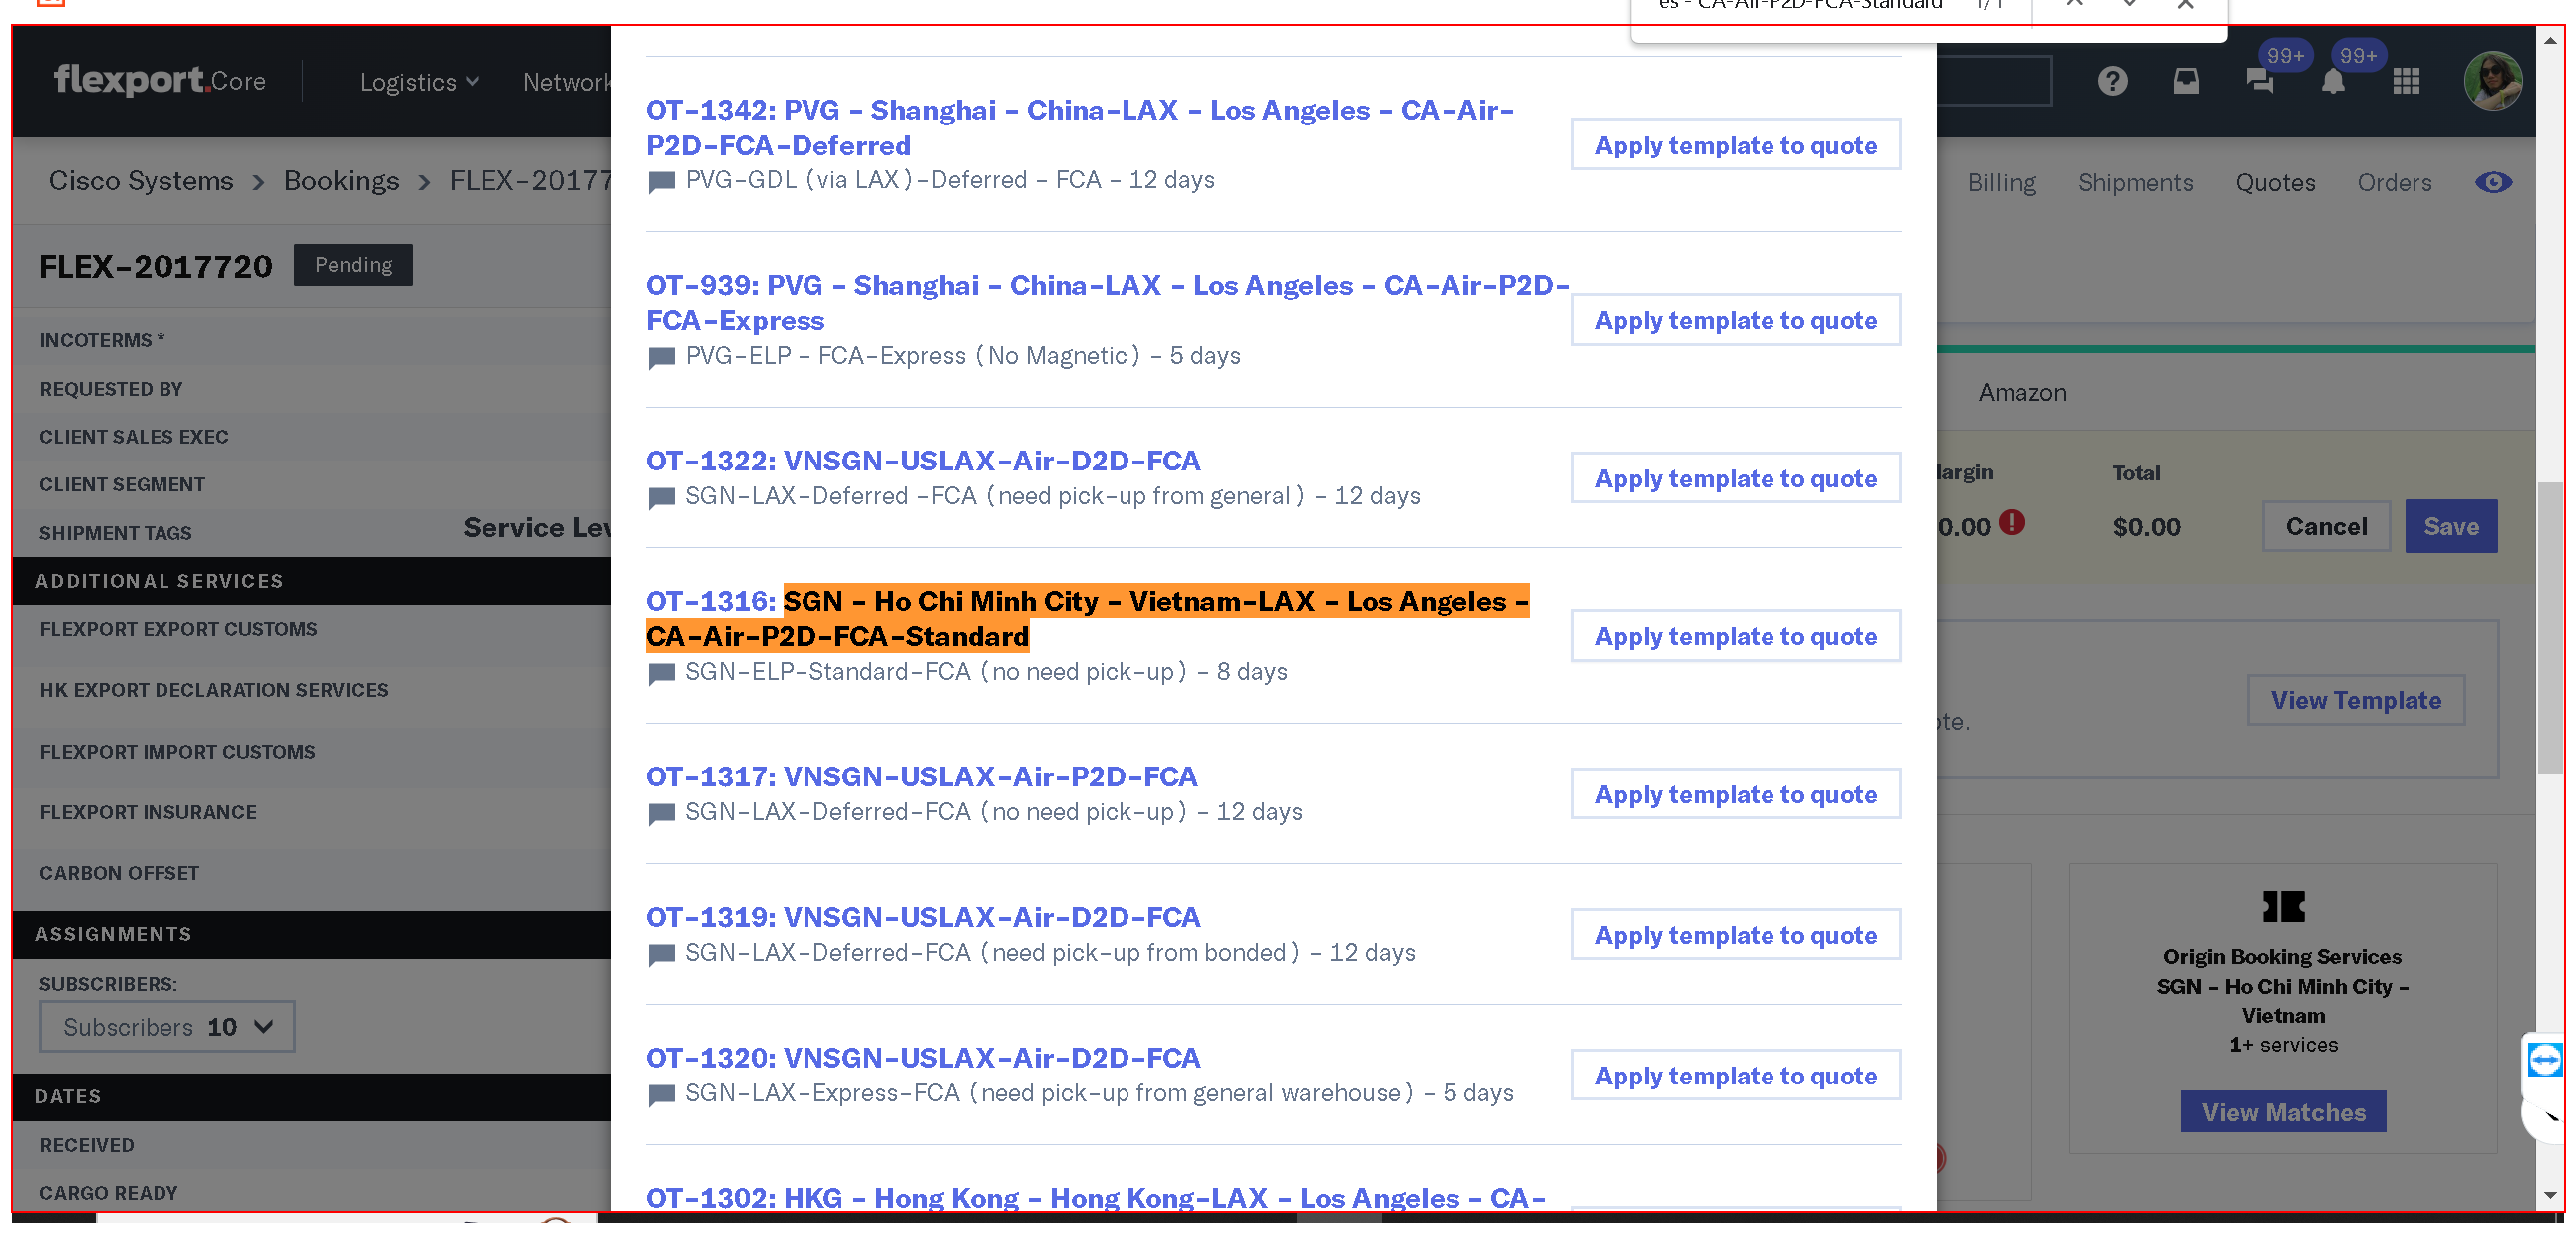 es - CA-Air-P2D-FCA-Standard 1/1
flexport.Core
Logistics
Network
99+
99+
Cisco Systems > Bookings > FLEX-20177
Billing
Shipments
Quotes
Orders
FLEX-2017720
Pending
INCOTERMS *
REQUESTED BY
CLIENT SALES EXEC
CLIENT SEGMENT
SHIPMENT TAGS
Service Lev
ADDITIONAL SERVICES
FLEXPORT EXPORT CUSTOMS
HK EXPORT DECLARATION SERVICES
FLEXPORT IMPORT CUSTOMS
FLEXPORT INSURANCE
CARBON OFFSET
ASSIGNMENTS
SUBSCRIBERS:
Subscribers 10
DATES
RECEIVED
CARGO READY
OT-1342: PVG - Shanghai - China-LAX - Los Angeles - CA-Air-
P2D-FCA-Deferred
PVG-GDL (via LAX)-Deferred - FCA - 12 days
Apply template to quote
OT-939: PVG - Shanghai - China-LAX - Los Angeles - CA-Air-P2D-
FCA-Express
PVG-ELP - FCA-Express (No Magnetic) - 5 days
Apply template to quote
OT-1322: VNSGN-USLAX-Air-D2D-FCA
SGN-LAX-Deferred -FCA (need pick-up from general) - 12 days
Apply template to quote
OT-1316: SGN - Ho Chi Minh City - Vietnam-LAX - Los Angeles -
CA-Air-P2D-FCA-Standard
SGN-ELP-Standard-FCA (no need pick-up) - 8 days
Apply template to quote
OT-1317: VNSGN-USLAX-Air-P2D-FCA
SGN-LAX-Deferred-FCA (no need pick-up) - 12 days
Apply template to quote
OT-1319: VNSGN-USLAX-Air-D2D-FCA
SGN-LAX-Deferred-FCA (need pick-up from bonded) - 12 days
Apply template to quote
OT-1320: VNSGN-USLAX-Air-D2D-FCA
SGN-LAX-Express-FCA (need pick-up from general warehouse) - 5 days
Apply template to quote
OT-1302: HKG - Hong Kong - Hong Kong-LAX - Los Angeles - CA-
Amazon
argin
Total
0.00
$0.00
Cancel
Save
ote.
View Template
Origin Booking Services
SGN - Ho Chi Minh City -
Vietnam
1+ services
View Matches